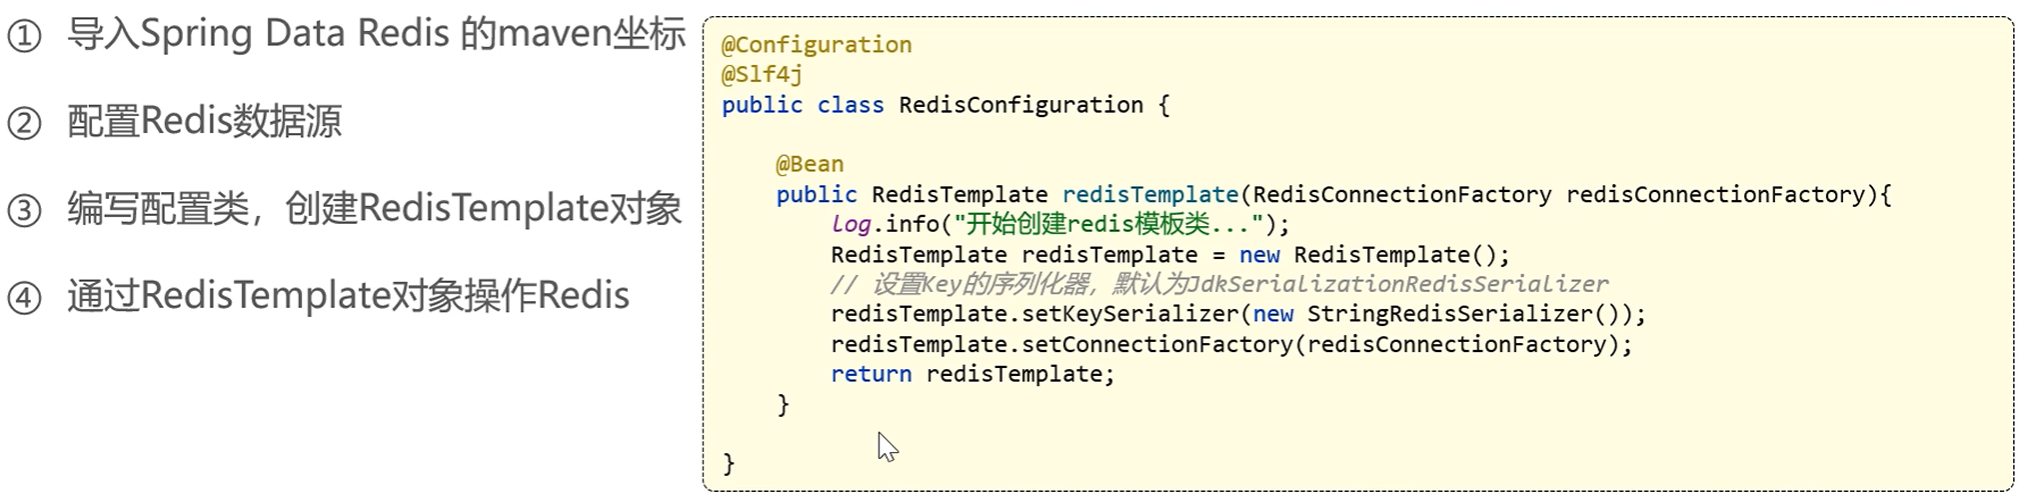 ① 导入Spring Data Redis 的maven坐标
② 配置Redis数据源
③ 编写配置类，创建RedisTemplate对象
④ 通过RedisTemplate对象操作Redis
@Configuration
@Slf4j
public class RedisConfiguration {
@Bean
public RedisTemplate redisTemplate(RedisConnectionFactory redisConnectionFactory){
log.info("开始创建redis模板类...");
RedisTemplate redisTemplate = new RedisTemplate();
// 设置Key的序列化器，默认为JdkSerializationRedisSerializer
redisTemplate.setKeySerializer(new StringRedisSerializer());
redisTemplate.setConnectionFactory(redisConnectionFactory);
return redisTemplate;
}
}